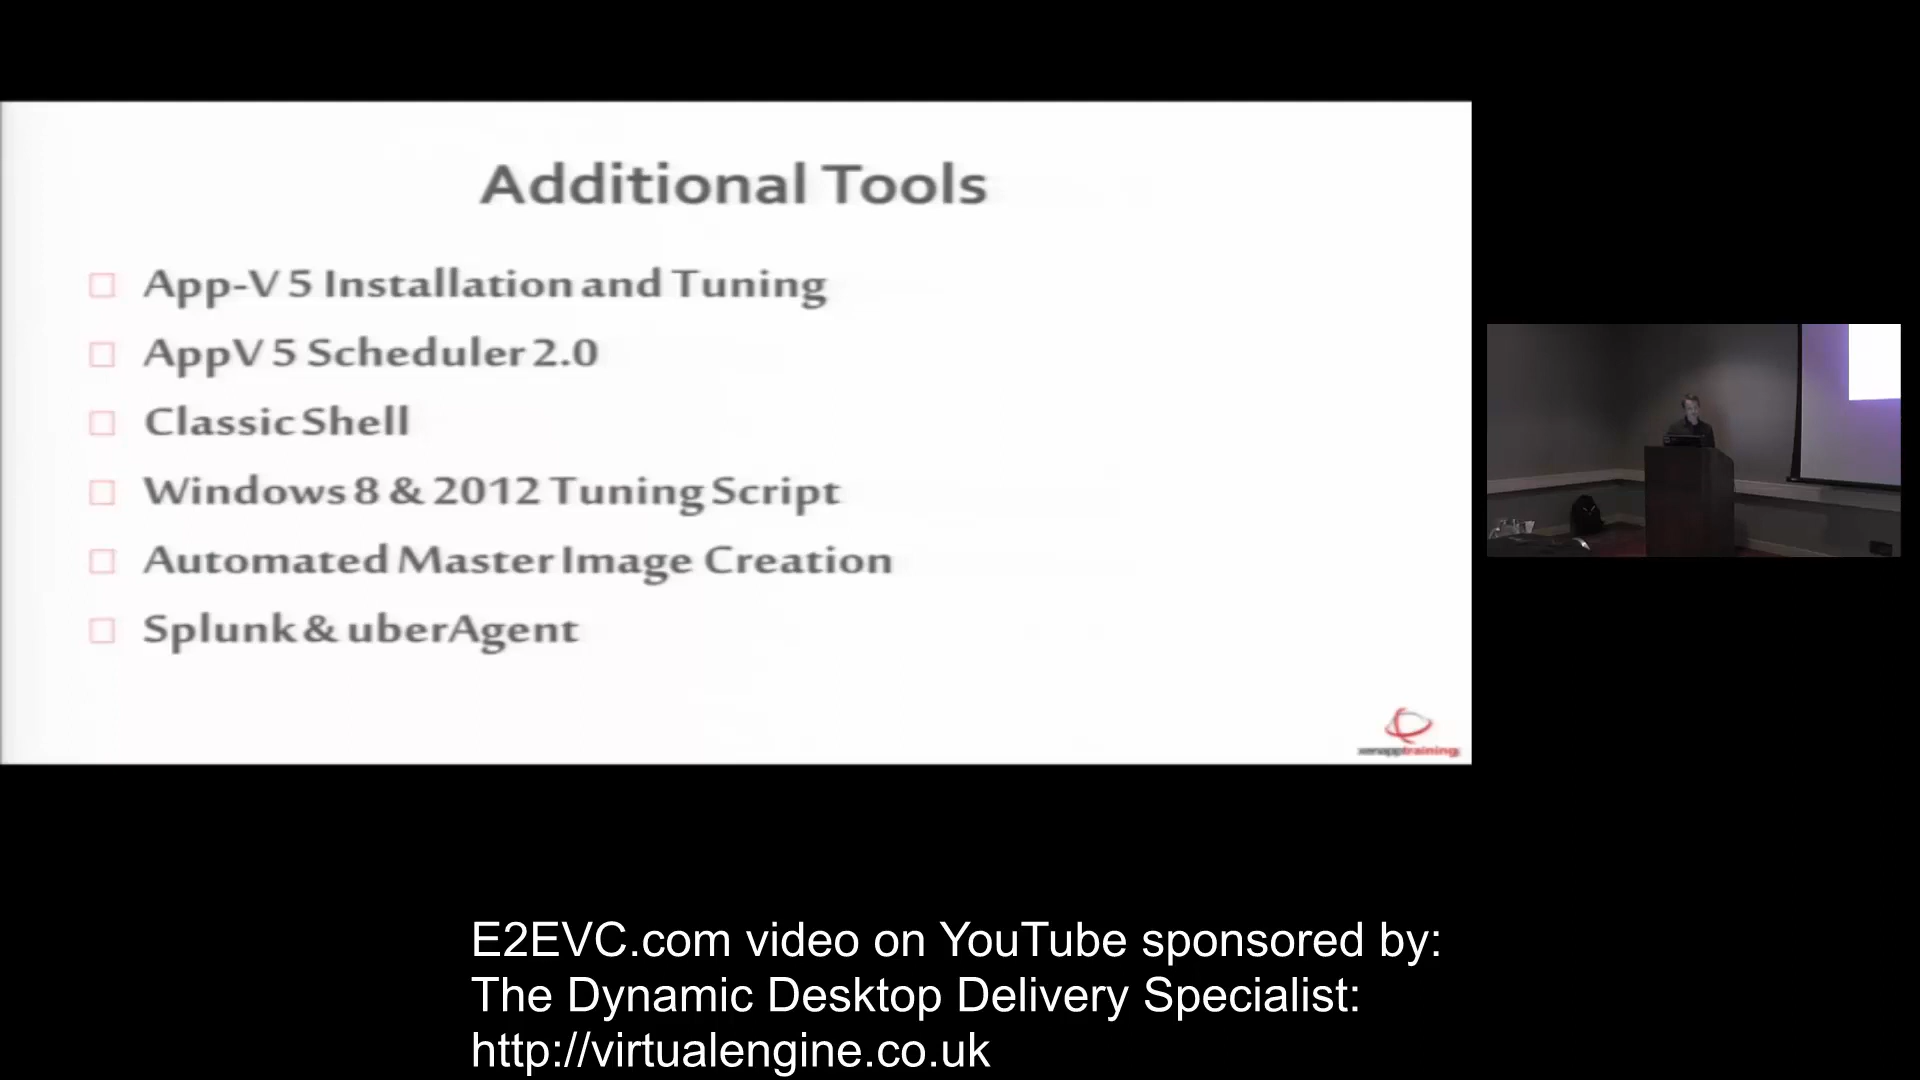 Additional Tools
App-V 5 Installation and Tuning
AppV 5 Scheduler 2.0
Classic Shell
Windows 8 & 2012 Tuning Script
Automated Master Image Creation
Splunk & uberAgent
xenapptraining
E2EVC.com video on YouTube sponsored by:
The Dynamic Desktop Delivery Specialist:
http://virtualengine.co.uk